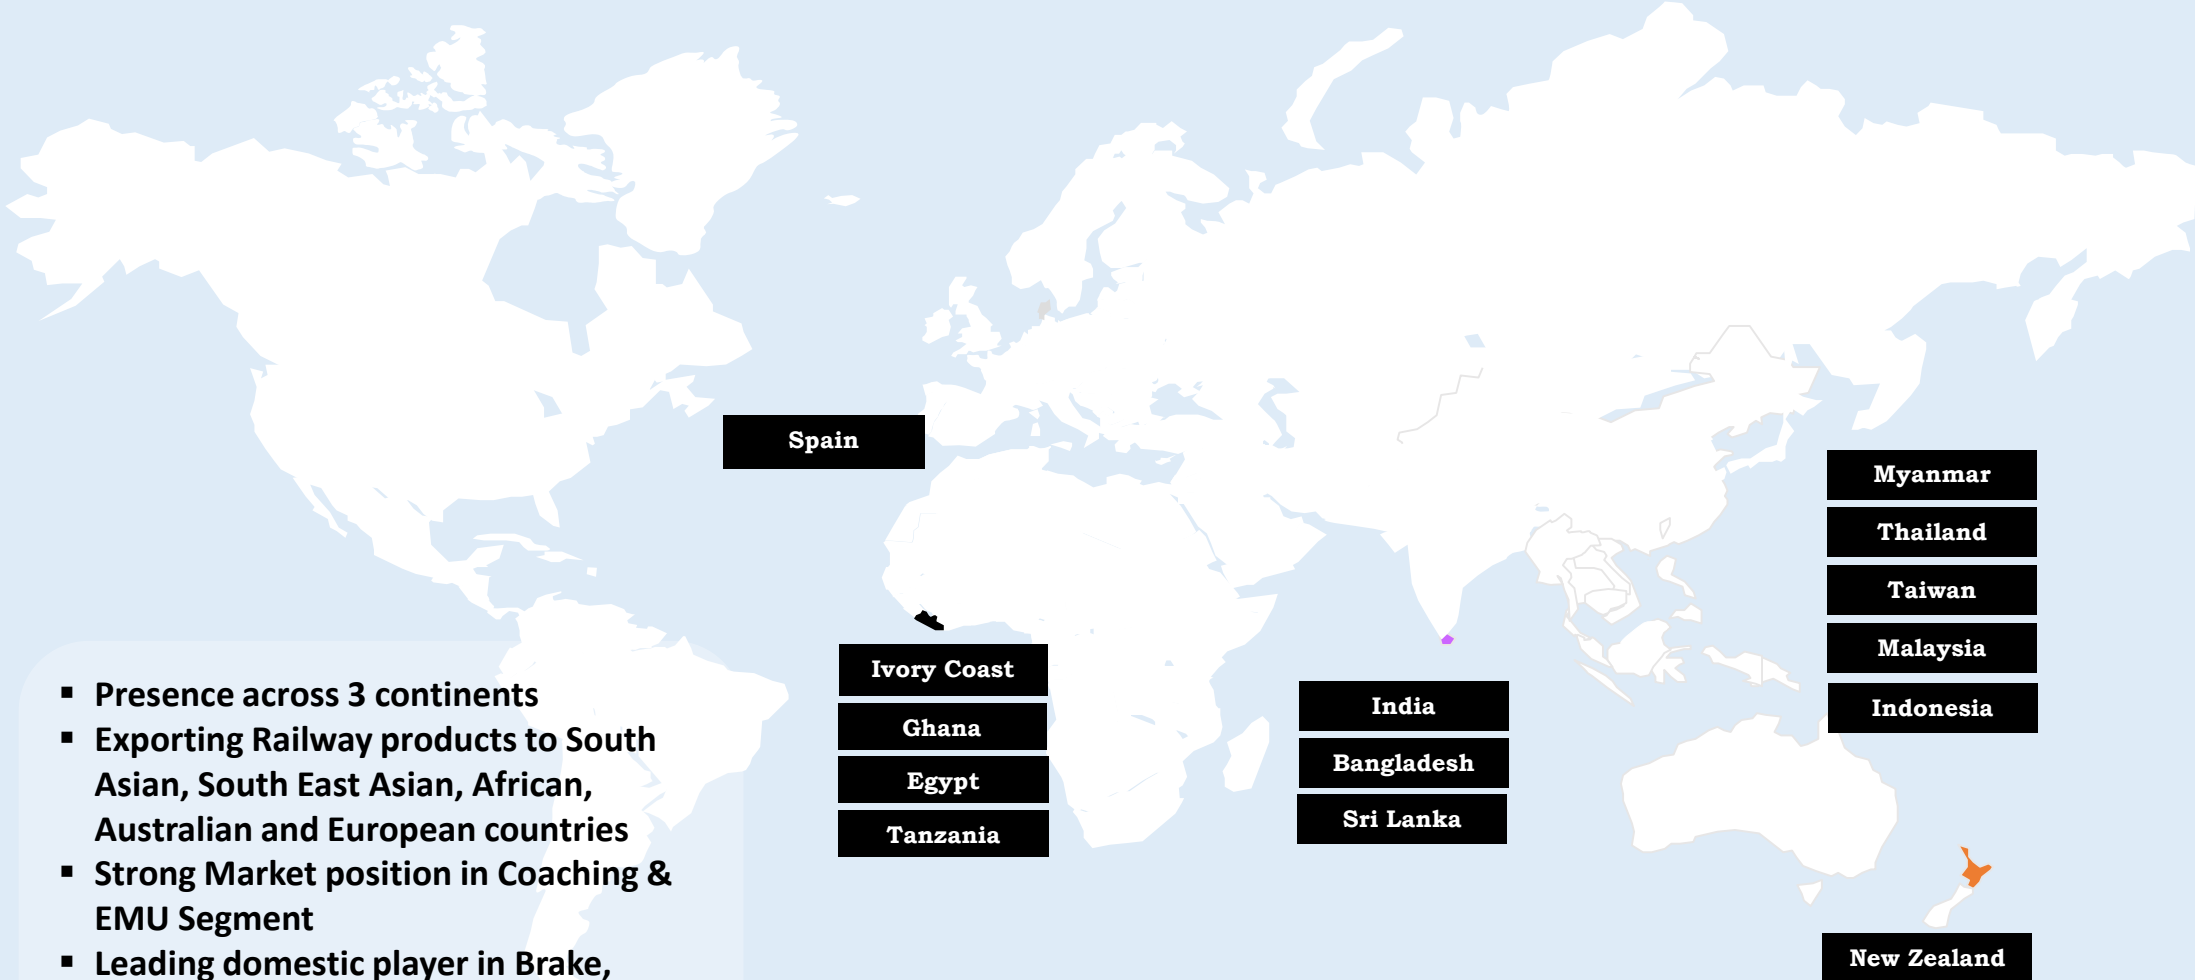 Spain
Myanmar
Thailand
Taiwan
Malaysia
Indonesia
Ivory Coast
Ghana
Egypt
Tanzania
India
Bangladesh
Sri Lanka
New Zealand
▪ Presence across 3 continents
▪ Exporting Railway products to South
Asian, South East Asian, African,
Australian and European countries
▪ Strong Market position in Coaching &
EMU Segment
▪ Leading domestic player in Brake,